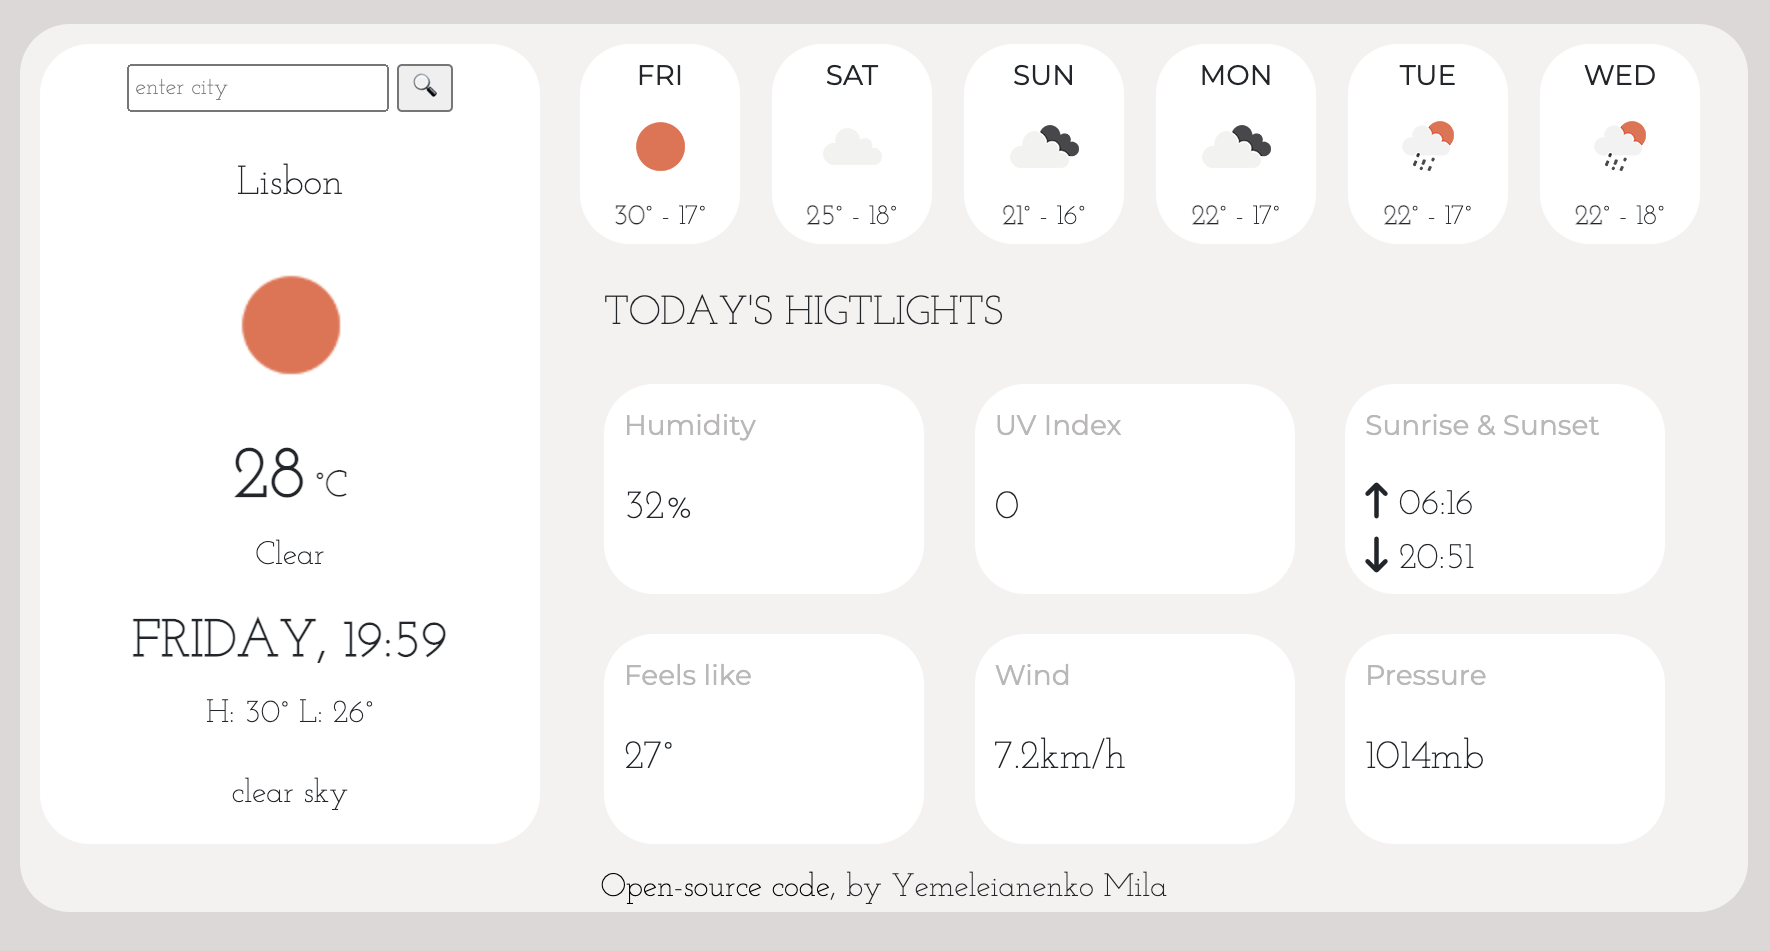 enter city
Lisbon
28 °C
Clear
FRIDAY, 19:59
H: 30° L: 26°
clear sky
FRI
30° - 17°
SAT
25° - 18°
SUN
21° - 16°
MON
22° - 17°
TUE
22° - 17°
WED
22° - 18°
TODAY'S HIGTLIGHTS
Humidity
32%
UV Index
0
Sunrise & Sunset
↑ 06:16
↓ 20:51
Feels like
27°
Wind
7.2km/h
Pressure
1014mb
Open-source code, by Yemeleianenko Mila